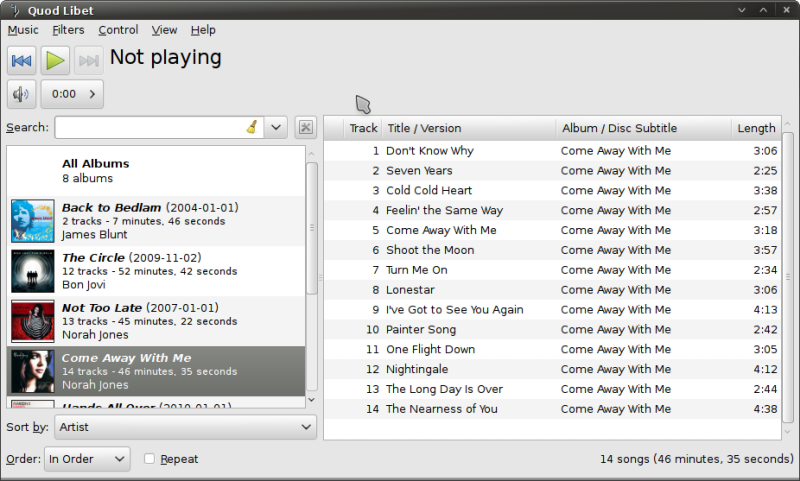 Quod Libet
Music Filters Control View Help
Not playing
0:00
Search:
All Albums
8 albums
Back to Bedlam (2004-01-01)
2 tracks - 7 minutes, 46 seconds
James Blunt
The Circle (2009-11-02)
12 tracks - 52 minutes, 42 seconds
Bon Jovi
Not Too Late (2007-01-01)
13 tracks - 45 minutes, 22 seconds
Norah Jones
Come Away With Me
14 tracks - 46 minutes, 35 seconds
Norah Jones
Hands All Over (2010-01-01)
Sort by: Artist
Order: In Order Repeat
Track Title / Version Album / Disc Subtitle Length
1 Don't Know Why Come Away With Me 3:06
2 Seven Years Come Away With Me 2:25
3 Cold Cold Heart Come Away With Me 3:38
4 Feelin' the Same Way Come Away With Me 2:57
5 Come Away With Me Come Away With Me 3:18
6 Shoot the Moon Come Away With Me 3:57
7 Turn Me On Come Away With Me 2:34
8 Lonestar Come Away With Me 3:06
9 I've Got to See You Again Come Away With Me 4:13
10 Painter Song Come Away With Me 2:42
11 One Flight Down Come Away With Me 3:05
12 Nightingale Come Away With Me 4:12
13 The Long Day Is Over Come Away With Me 2:44
14 The Nearness of You Come Away With Me 4:38
14 songs (46 minutes, 35 seconds)